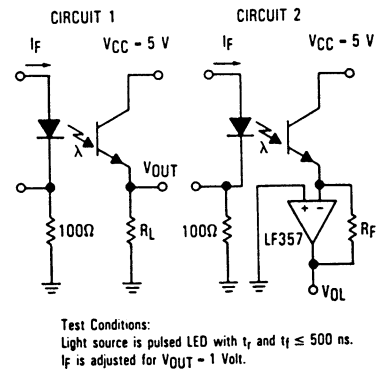 CIRCUIT 1
CIRCUIT 2
IF
VCC = 5 V
IF
VCC = 5 V
λ
λ
VOUT
100Ω
RL
100Ω
+ -
LF357
RF
VOL
Test Conditions:
Light source is pulsed LED with tr and tf ≤ 500 ns.
IF is adjusted for VOUT = 1 Volt.